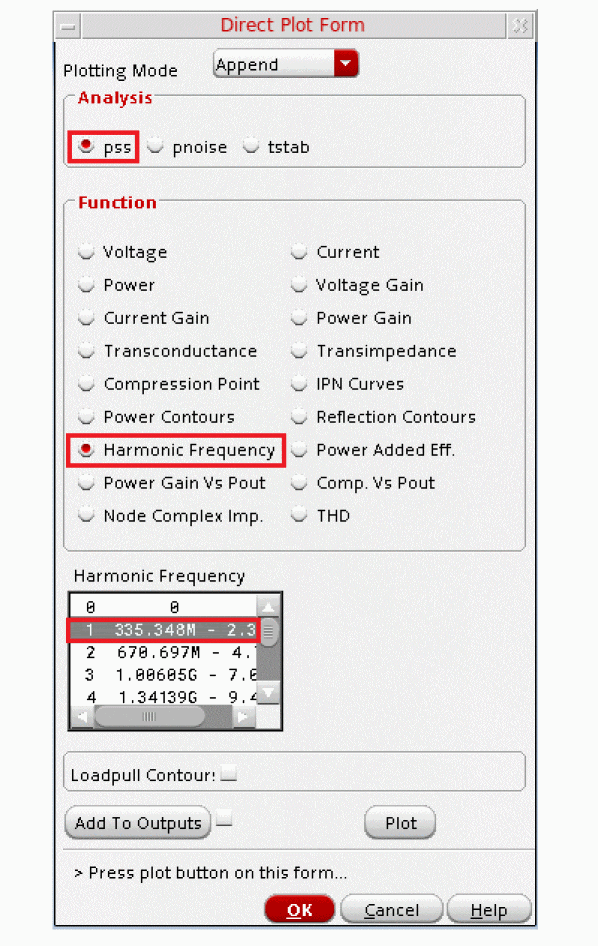 Direct Plot Form
Plotting Mode Append
Analysis
pss pnoise tstab
Function
Voltage Current
Power Voltage Gain
Current Gain Power Gain
Transconductance Transimpedance
Compression Point IPN Curves
Power Contours Reflection Contours
Harmonic Frequency Power Added Eff.
Power Gain Vs Pout Comp. Vs Pout
Node Complex Imp. THD
Harmonic Frequency
0 0
1 335.348M - 2.3
2 670.697M - 4.
3 1.00605G - 7.0
4 1.34139G - 9.4
Loadpull Contour:
Add To Outputs Plot
> Press plot button on this form...
OK Cancel Help